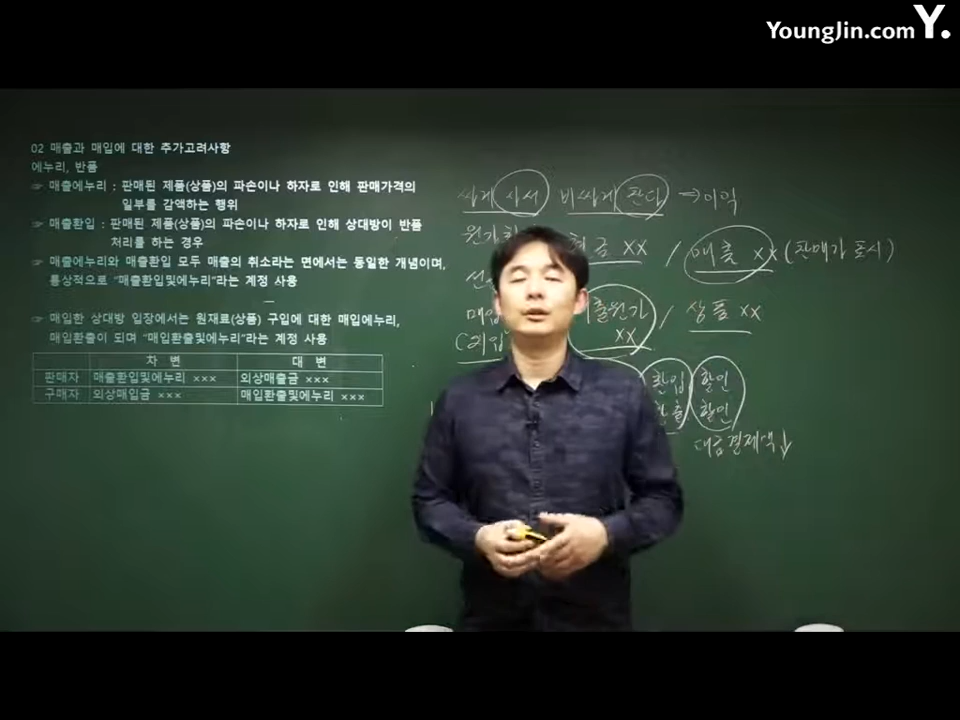 YoungJin.com Y.
02 매출과 매입에 대한 추가고려사항
에누리, 반품
☞ 매출에누리 : 판매된 제품(상품)의 파손이나 하자로 인해 판매가격의
일부를 감액하는 행위
☞ 매출환입 : 판매된 제품(상품)의 파손이나 하자로 인해 상대방이 반품
처리를 하는 경우
☞ 매출에누리와 매출환입 모두 매출의 취소라는 면에서는 동일한 개념이며,
통상적으로 "매출환입및에누리"라는 계정 사용
☞ 매입한 상대방 입장에서는 원재료(상품) 구입에 대한 매입에누리,
매입환출이 되며 "매입환출및에누리"라는 계정 사용
차 변 대 변
판매자 매출환입및에누리 ××× 외상매출금 ×××
구매자 외상매입금 ××× 매입환출및에누리 ×××
싸게 사서 비싸게 판다 ⇒이익
원가 현금 XX / 매출 XX (판매가 표시)
매입 출원가 / 상품 XX
XX
환입 할인
환출 할인
대금결제액↓